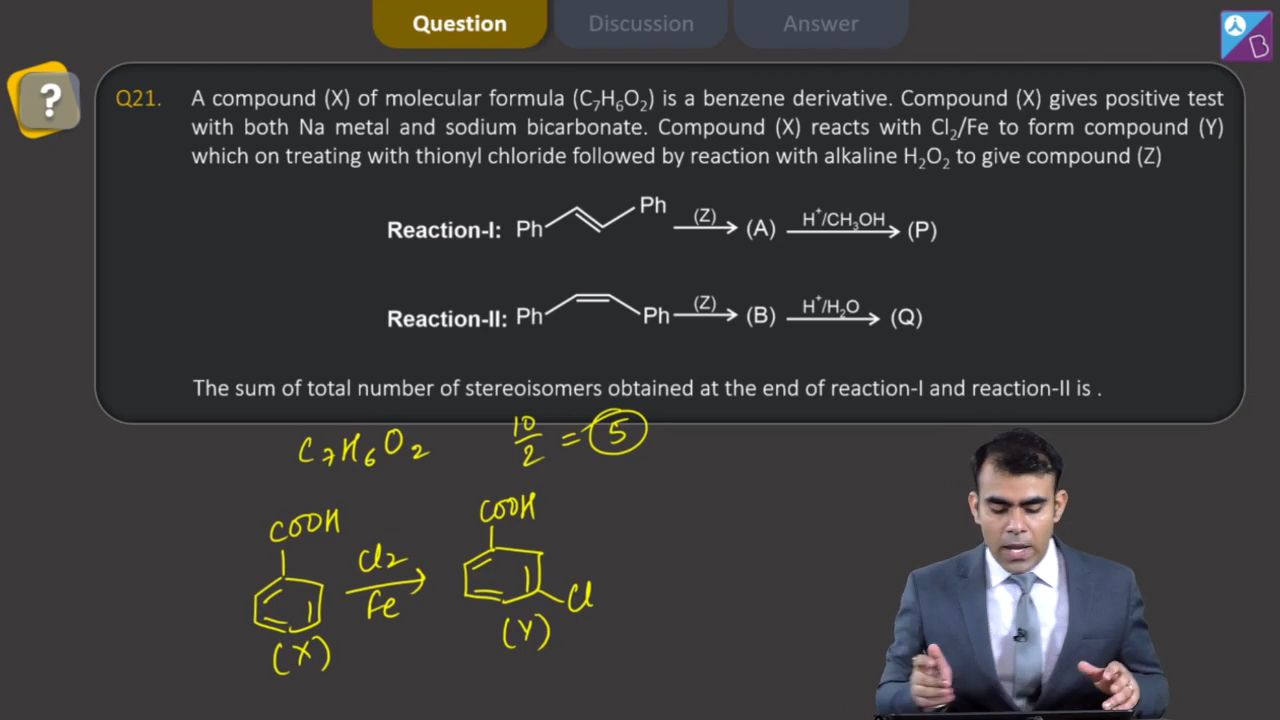 Question Discussion Answer
?
Q21. A compound (X) of molecular formula (C₇H₆O₂) is a benzene derivative. Compound (X) gives positive test
with both Na metal and sodium bicarbonate. Compound (X) reacts with Cl₂/Fe to form compound (Y)
which on treating with thionyl chloride followed by reaction with alkaline H₂O₂ to give compound (Z)
Reaction-I: Ph Ph (Z) (A) H⁺/CH₃OH (P)
Reaction-II: Ph Ph (Z) (B) H⁺/H₂O (Q)
The sum of total number of stereoisomers obtained at the end of reaction-I and reaction-II is .
C₇H₆O₂ 10/2 = 5
COOH COOH
Cl2
Fe Cl
(X) (Y)
B